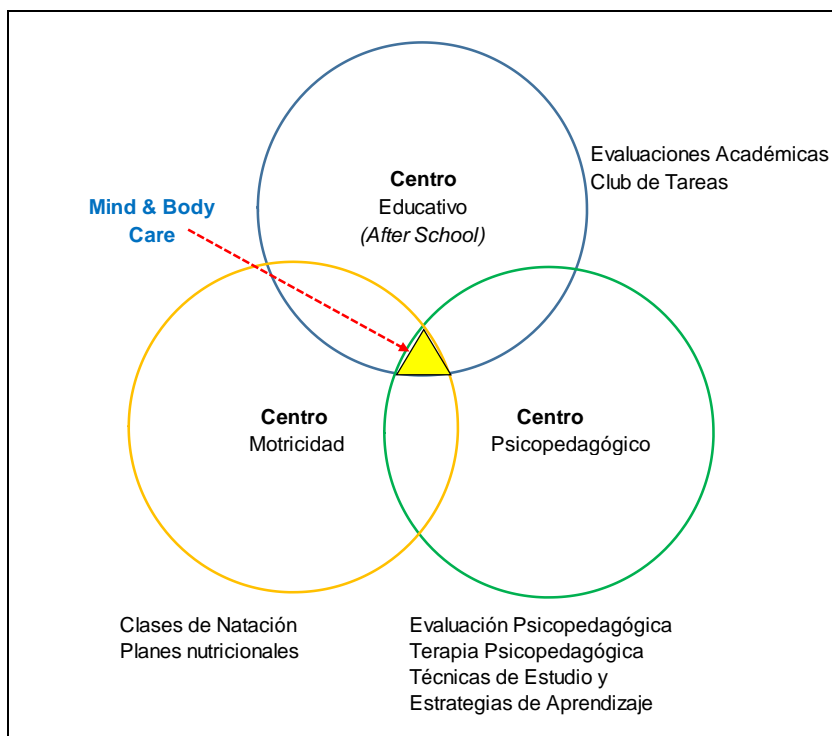 Centro
Educativo
(After School)
Evaluaciones Académicas
Club de Tareas
Mind & Body
Care
Centro
Motricidad
Centro
Psicopedagógico
Clases de Natación
Planes nutricionales
Evaluación Psicopedagógica
Terapia Psicopedagógica
Técnicas de Estudio y
Estrategias de Aprendizaje